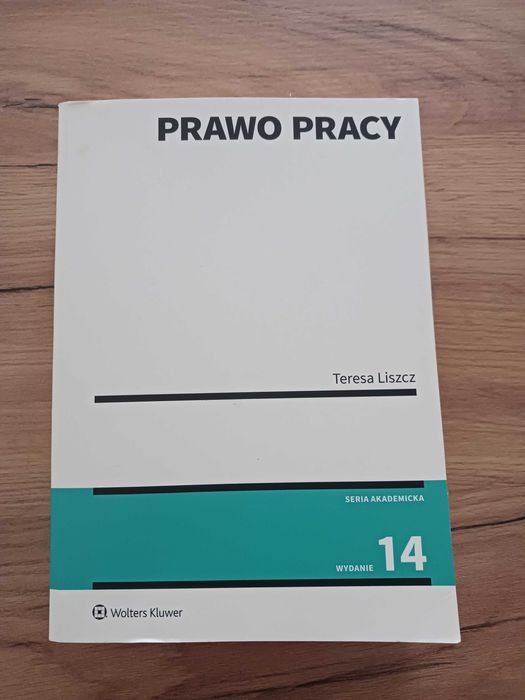 PRAWO PRACY
Teresa Liszcz
SERIA AKADEMICKA
WYDANIE 14
Wolters Kluwer